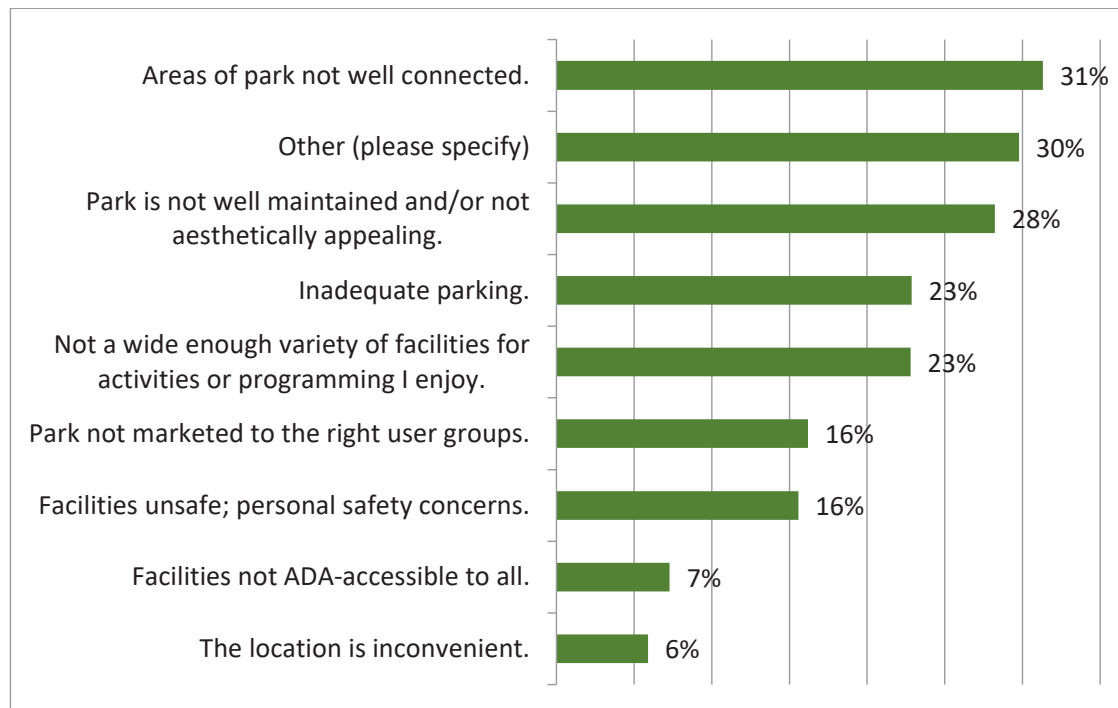 Areas of park not well connected.
31%
Other (please specify)
30%
Park is not well maintained and/or not
aesthetically appealing.
28%
Inadequate parking.
23%
Not a wide enough variety of facilities for
activities or programming I enjoy.
23%
Park not marketed to the right user groups.
16%
Facilities unsafe; personal safety concerns.
16%
Facilities not ADA-accessible to all.
7%
The location is inconvenient.
6%